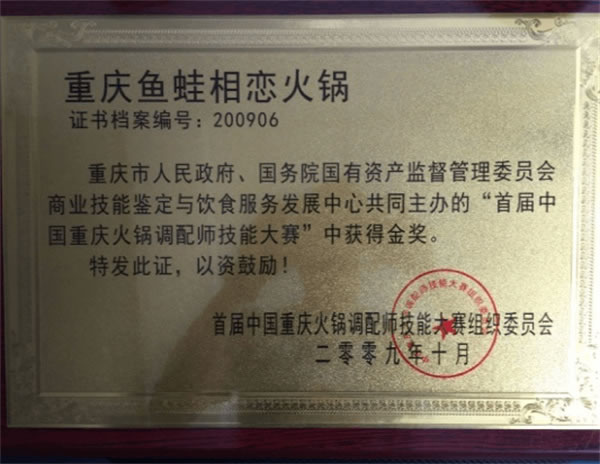 重庆鱼蛙相恋火锅
证书档案编号：200906
重庆市人民政府、国务院国有资产监督管理委员会
商业技能鉴定与饮食服务发展中心共同主办的“首届中
国重庆火锅调配师技能大赛”中获得金奖。
特发此证，以资鼓励！
首届中国重庆火锅调配师技能大赛组织委员会
二零零九年十月